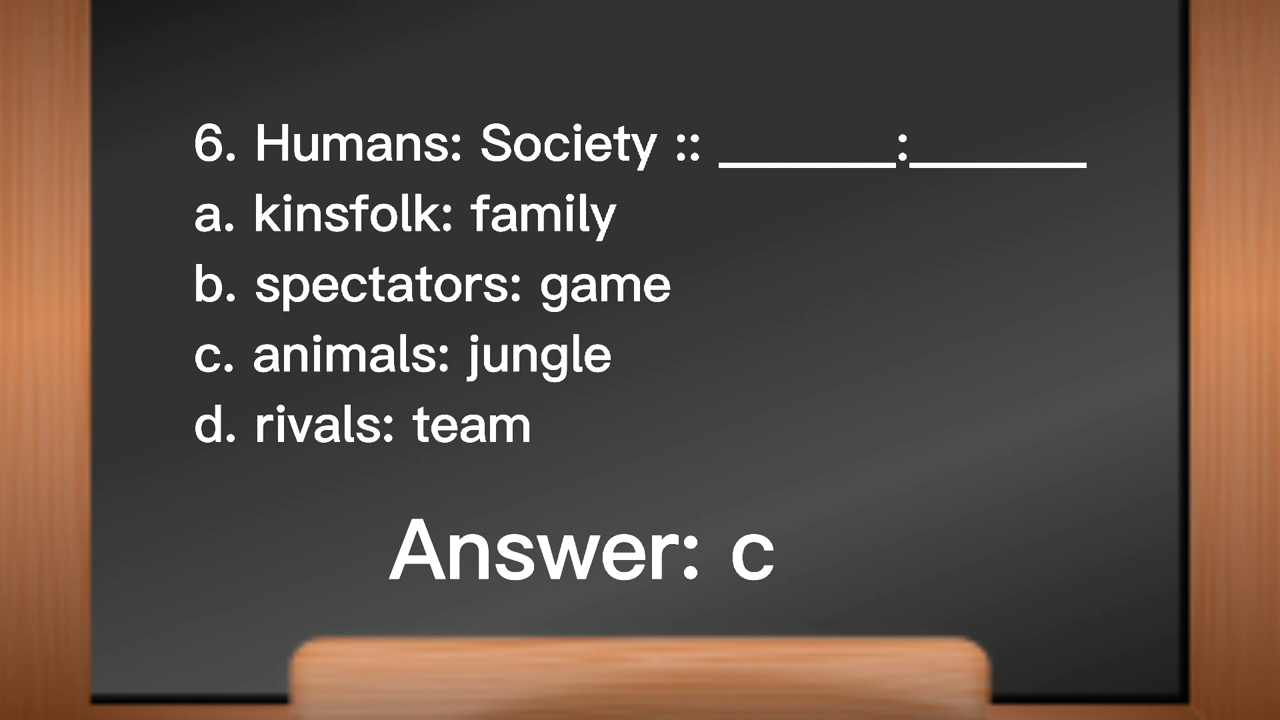 6. Humans: Society :: _______:_______
a. kinsfolk: family
b. spectators: game
c. animals: jungle
d. rivals: team
Answer: c